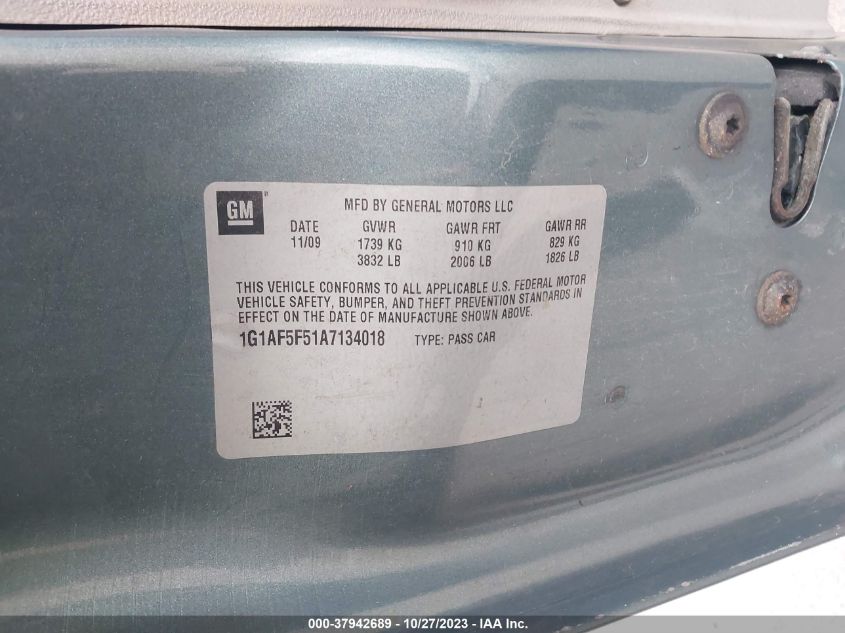 GM
MFD BY GENERAL MOTORS LLC
DATE GVWR GAWR FRT GAWR RR
11/09 1739 KG 910 KG 829 KG
3832 LB 2006 LB 1826 LB
THIS VEHICLE CONFORMS TO ALL APPLICABLE U.S. FEDERAL MOTOR
VEHICLE SAFETY, BUMPER, AND THEFT PREVENTION STANDARDS IN
EFFECT ON THE DATE OF MANUFACTURE SHOWN ABOVE.
1G1AF5F51A7134018 TYPE: PASS CAR
000-37942689 | 10/27/2023 | IAA Inc.